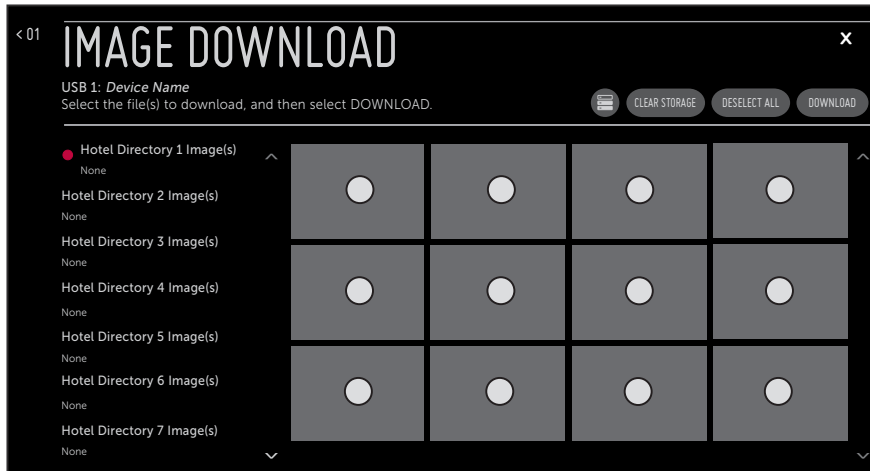 < 01
IMAGE DOWNLOAD
X
USB 1: Device Name
Select the file(s) to download, and then select DOWNLOAD.
CLEAR STORAGE
DESELECT ALL
DOWNLOAD
Hotel Directory 1 Image(s)
None
Hotel Directory 2 Image(s)
None
Hotel Directory 3 Image(s)
None
Hotel Directory 4 Image(s)
None
Hotel Directory 5 Image(s)
None
Hotel Directory 6 Image(s)
None
Hotel Directory 7 Image(s)
None